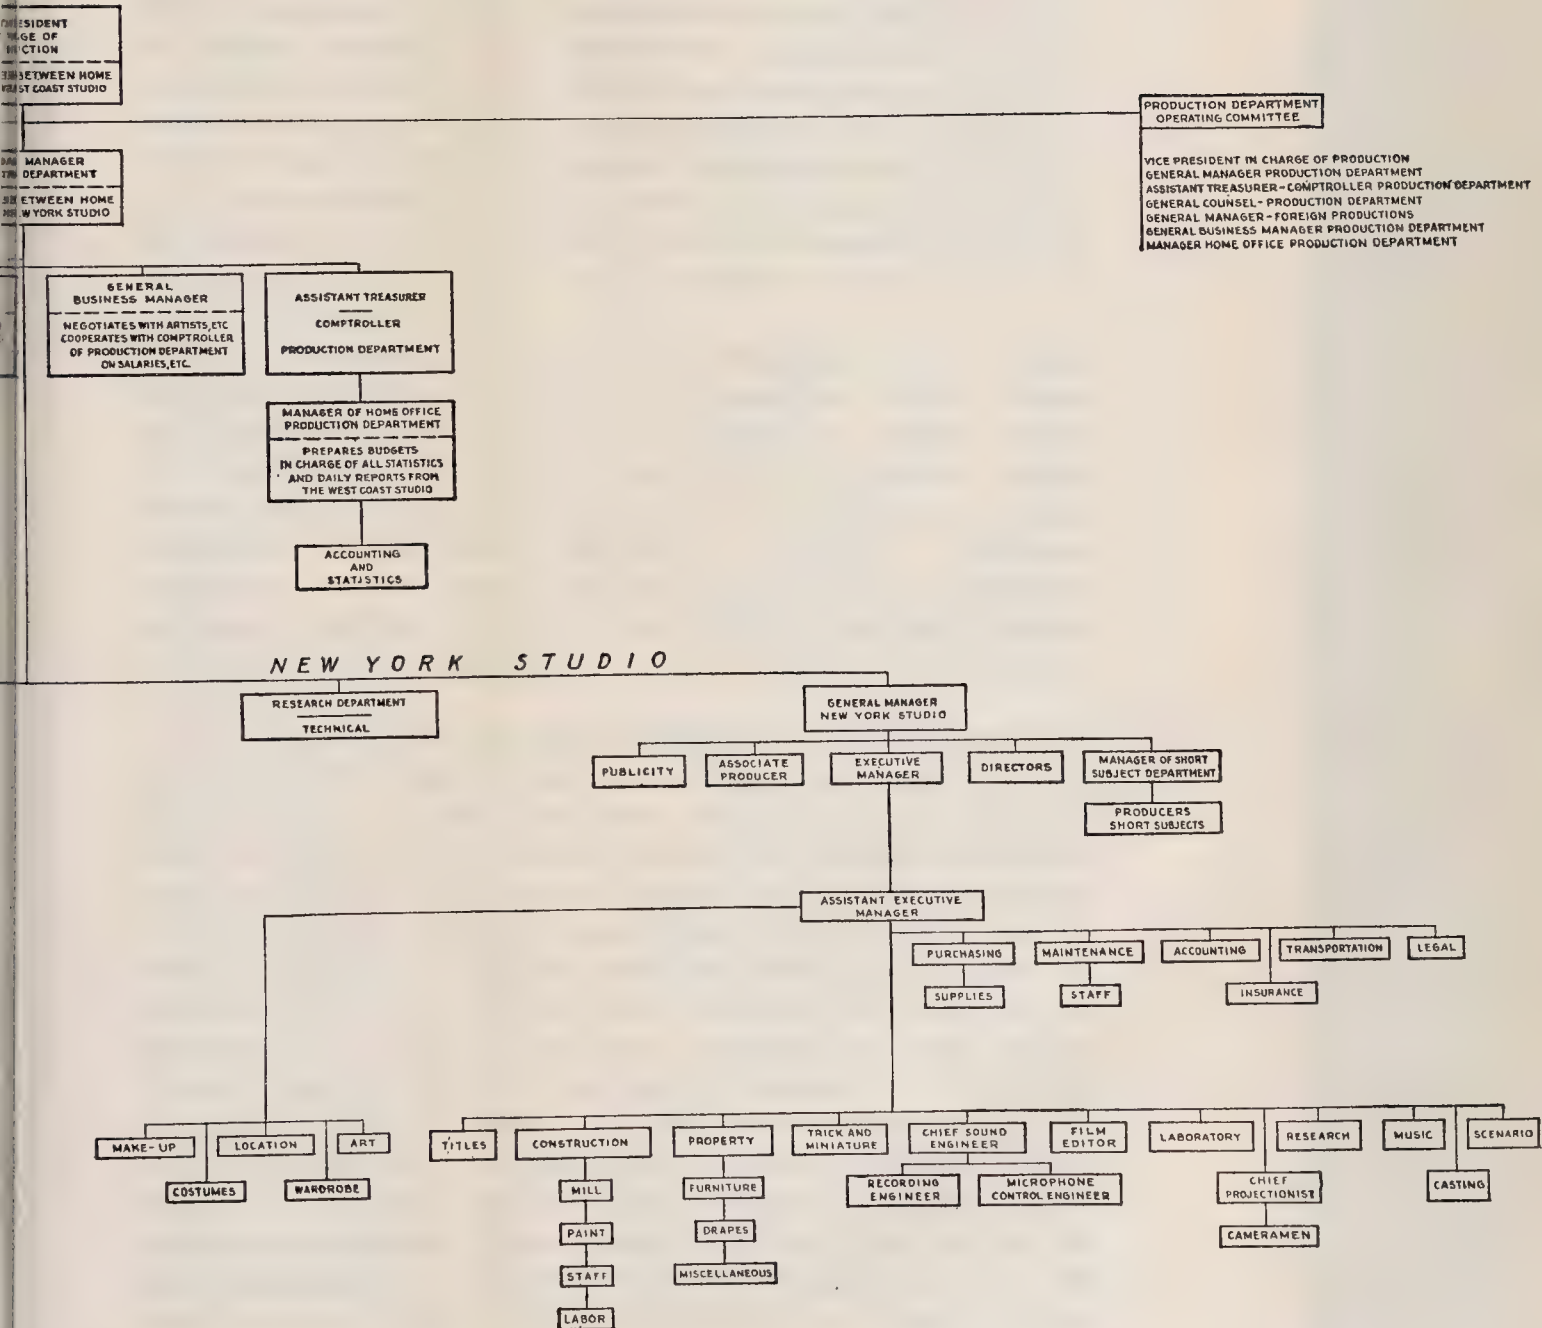 BETWEEN HOME
COAST STUDIO
PRODUCTION DEPARTMENT
OPERATING COMMITTEE
VICE PRESIDENT IN CHARGE OF PRODUCTION
GENERAL MANAGER PRODUCTION DEPARTMENT
ASSISTANT TREASURER-COMPTROLLER PRODUCTION DEPARTMENT
GENERAL COUNSEL- PRODUCTION DEPARTMENT
GENERAL MANAGER-FOREIGN PRODUCTIONS
GENERAL BUSINESS MANAGER PRODUCTION DEPARTMENT
MANAGER HOME OFFICE PRODUCTION DEPARTMENT
MANAGER
DEPARTMENT
HOME
YORK STUDIO
GENERAL
BUSINESS MANAGER
NEGOTIATES WITH ARTISTS, ETC
COOPERATES WITH COMPTROLLER
OF PRODUCTION DEPARTMENT
ON SALARIES, ETC.
ASSISTANT TREASURER
COMPTROLLER
PRODUCTION DEPARTMENT
MANAGER OF HOME OFFICE
PRODUCTION DEPARTMENT
PREPARES BUDGETS
IN CHARGE OF ALL STATISTICS
AND DAILY REPORTS FROM
THE WEST COAST STUDIO
ACCOUNTING
AND
STATISTICS
NEW YORK STUDIO
RESEARCH DEPARTMENT
TECHNICAL
GENERAL MANAGER
NEW YORK STUDIO
PUBLICITY
ASSOCIATE
PRODUCER
EXECUTIVE
MANAGER
DIRECTORS
MANAGER OF SHORT
SUBJECT DEPARTMENT
PRODUCERS
SHORT SUBJECTS
ASSISTANT EXECUTIVE
MANAGER
PURCHASING
MAINTENANCE
ACCOUNTING
TRANSPORTATION
LEGAL
SUPPLIES
STAFF
INSURANCE
MAKE-UP
LOCATION
ART
COSTUMES
WARDROBE
TITLES
CONSTRUCTION
PROPERTY
TRICK AND
MINIATURE
CHIEF SOUND
ENGINEER
FILM
EDITOR
LABORATORY
RESEARCH
MUSIC
SCENARIO
MILL
PAINT
STAFF
LABOR
FURNITURE
DRAPES
MISCELLANEOUS
RECORDING
ENGINEER
MICROPHONE
CONTROL ENGINEER
CHIEF
PROJECTIONIST
CAMERAMEN
CASTING